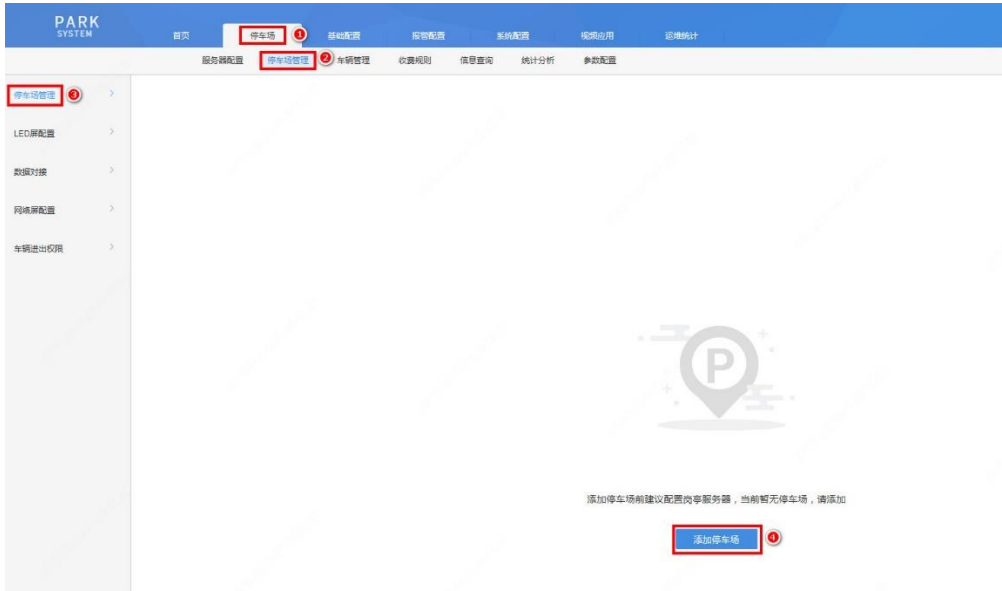 PARK
SYSTEM
首页 停车场 1 基础配置 报警配置 系统配置 视频应用 运维统计
服务器配置 停车场管理 2 车辆管理 收费规则 信息查询 统计分析 参数配置
停车场管理 3
LED屏配置
数据对接
网络屏配置
车辆进出权限
P
添加停车场前建议配置岗亭服务器，当前暂无停车场，请添加
添加停车场 4